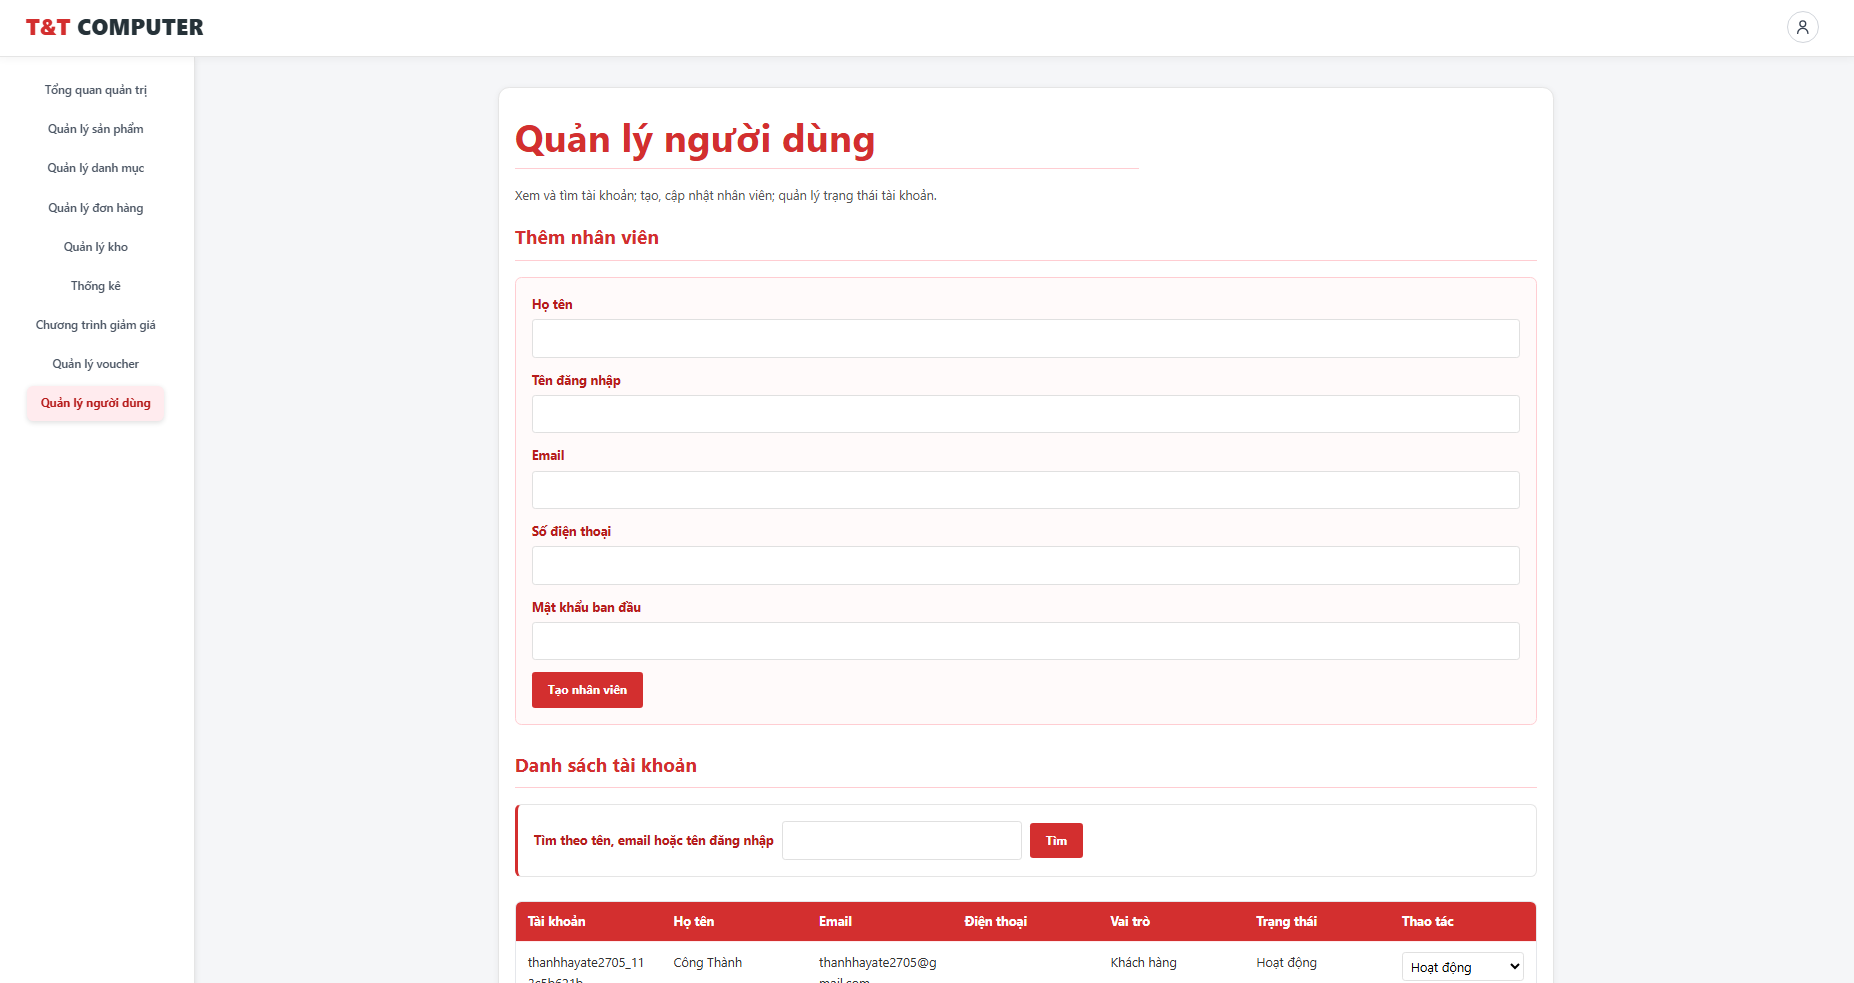 T&T COMPUTER
Tổng quan quản trị
Quản lý sản phẩm
Quản lý danh mục
Quản lý đơn hàng
Quản lý kho
Thống kê
Chương trình giảm giá
Quản lý voucher
Quản lý người dùng
Quản lý người dùng
Xem và tìm tài khoản; tạo, cập nhật nhân viên; quản lý trạng thái tài khoản.
Thêm nhân viên
Họ tên
Tên đăng nhập
Email
Số điện thoại
Mật khẩu ban đầu
Tạo nhân viên
Danh sách tài khoản
Tìm theo tên, email hoặc tên đăng nhập Tìm
Tài khoản Họ tên Email Điện thoại Vai trò Trạng thái Thao tác
thanhhayate2705_11 Công Thành thanhhayate2705@g Khách hàng Hoạt động Hoạt động
mail.com